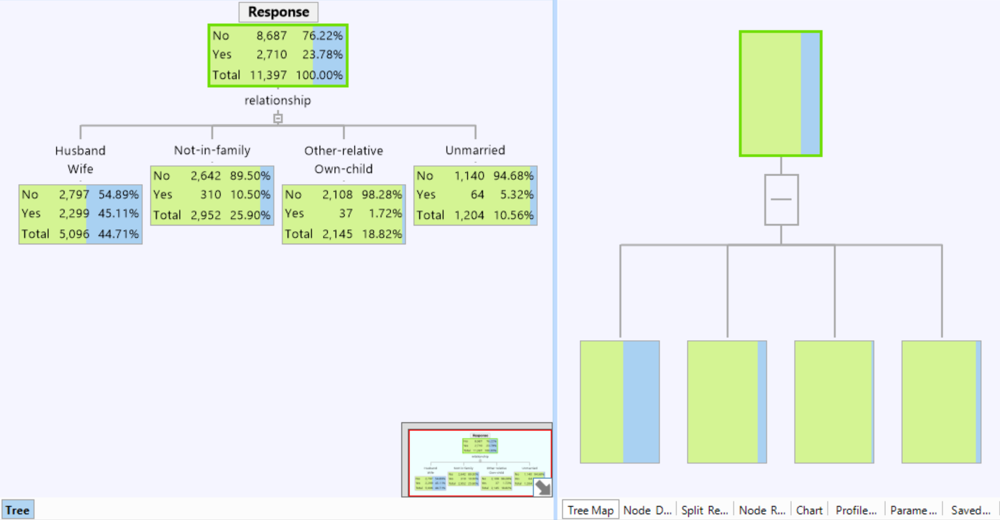 Response
No 8,687 76.22%
Yes 2,710 23.78%
Total 11,397 100.00%
relationship
Husband
Wife
No 2,797 54.89%
Yes 2,299 45.11%
Total 5,096 44.71%
Not-in-family
No 2,642 89.50%
Yes 310 10.50%
Total 2,952 25.90%
Other-relative
Own-child
No 2,108 98.28%
Yes 37 1.72%
Total 2,145 18.82%
Unmarried
No 1,140 94.68%
Yes 64 5.32%
Total 1,204 10.56%
Response
relationship
Tree
Tree Map Node D... Split Re... Node R... Chart Profile... Parame... Saved...